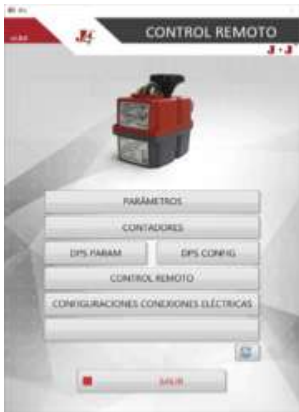 CONTROL REMOTO
J+J
PARÁMETROS
CONTADORES
DPS PARAM
DPS CONFIG
CONTROL REMOTO
CONFIGURACIONES CONEXIONES ELÉCTRICAS
SALIR